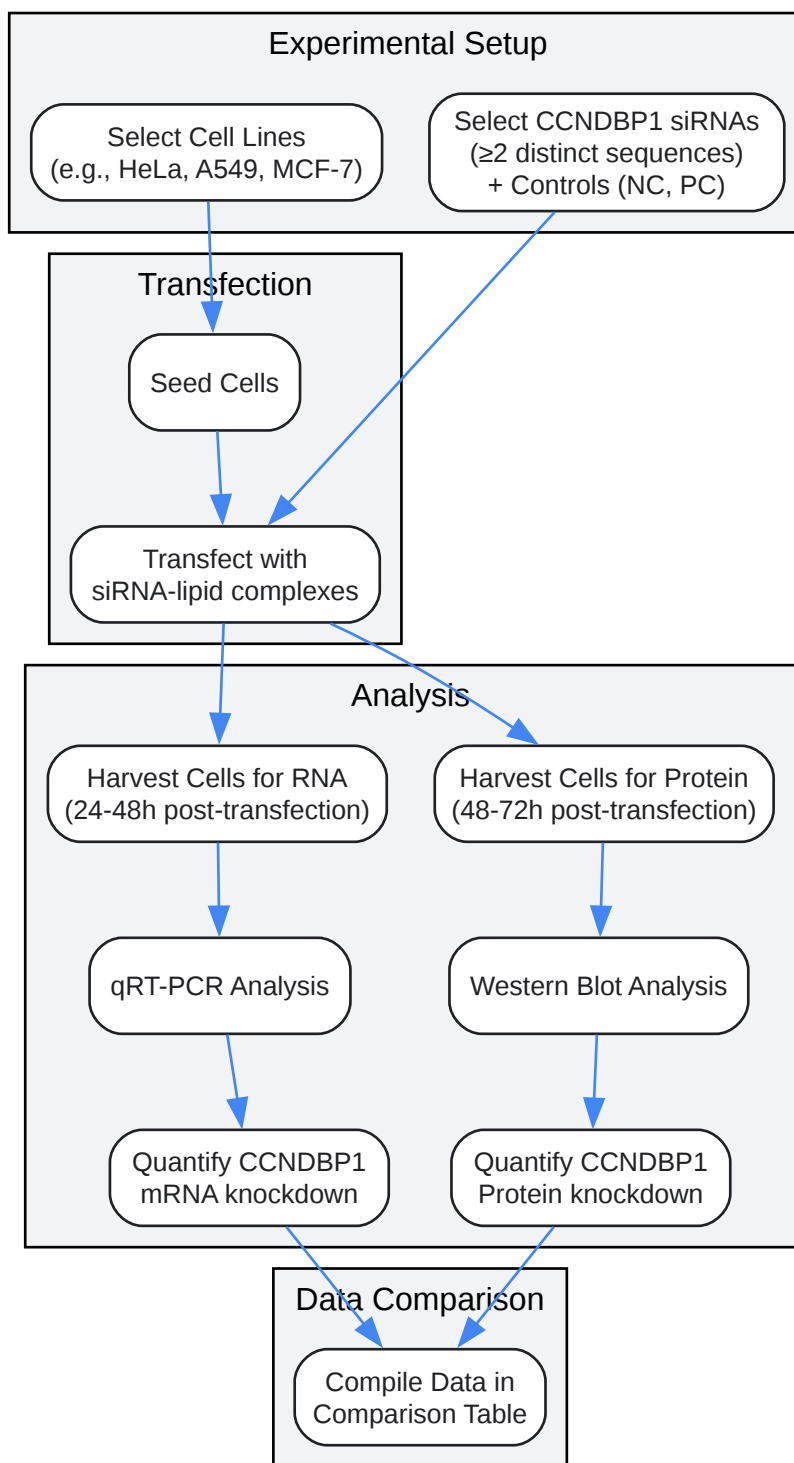 Experimental Setup
Select Cell Lines
(e.g., HeLa, A549, MCF-7)
Select CCNDBP1 siRNAs
(≥2 distinct sequences)
+ Controls (NC, PC)
Transfection
Seed Cells
Transfect with
siRNA-lipid complexes
Analysis
Harvest Cells for RNA
(24-48h post-transfection)
Harvest Cells for Protein
(48-72h post-transfection)
qRT-PCR Analysis
Western Blot Analysis
Quantify CCNDBP1
mRNA knockdown
Quantify CCNDBP1
Protein knockdown
Data Comparison
Compile Data in
Comparison Table